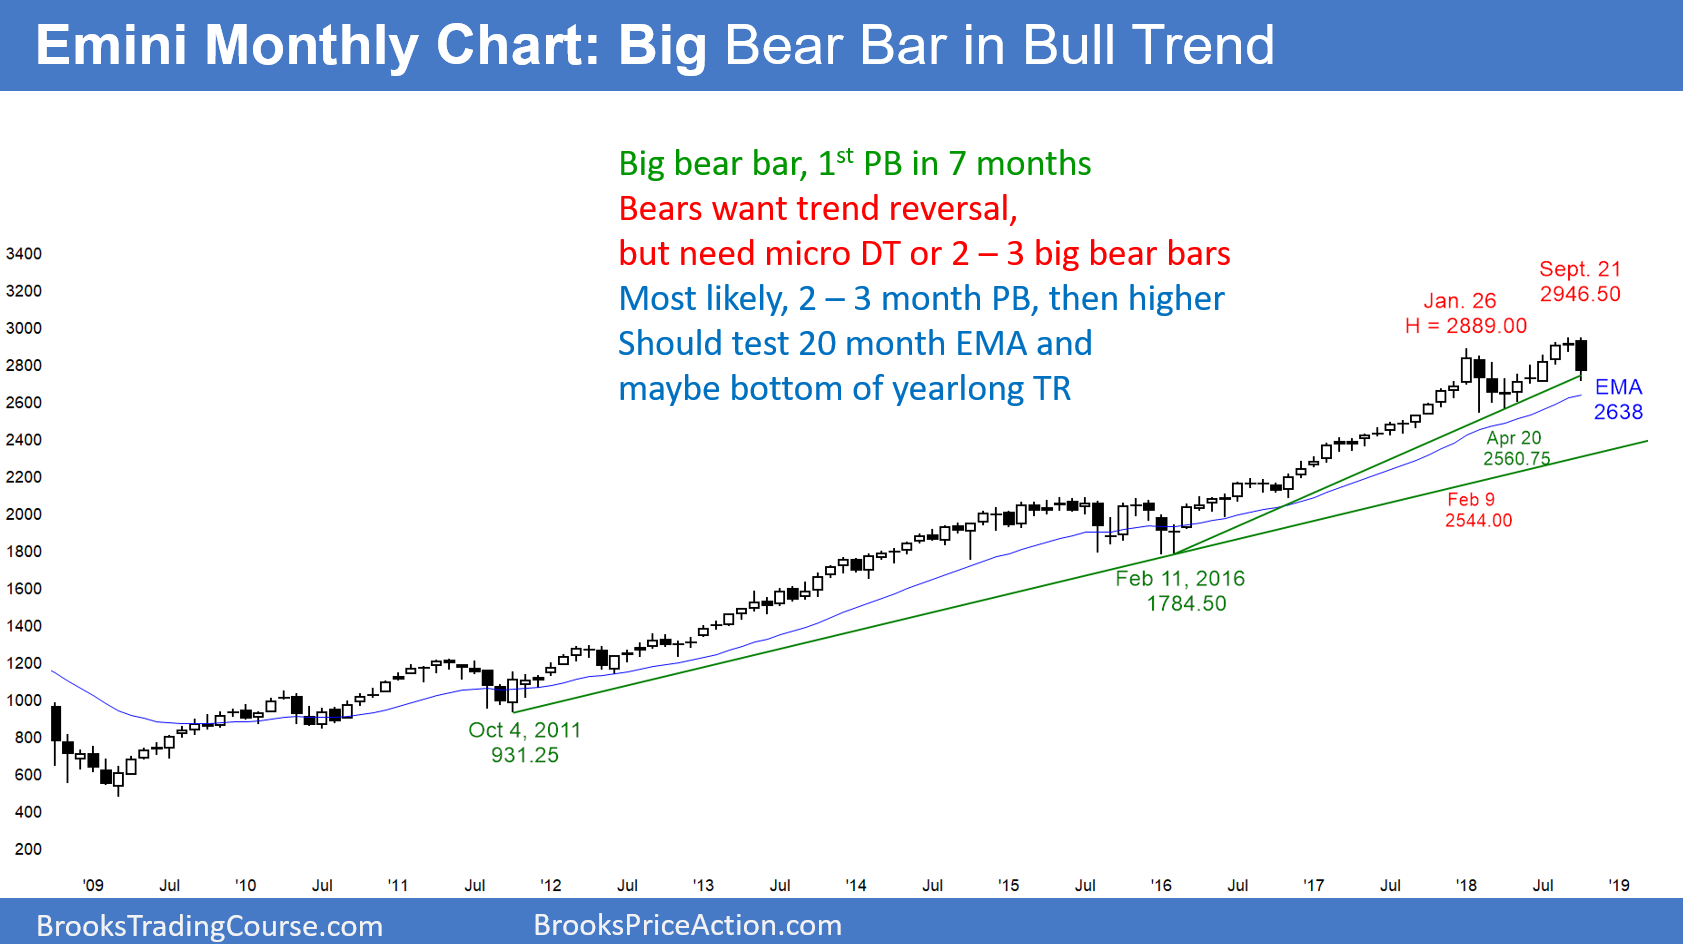 Emini Monthly Chart: Big Bear Bar in Bull Trend
Big bear bar, 1st PB in 7 months
Bears want trend reversal,
but need micro DT or 2 – 3 big bear bars
Most likely, 2 – 3 month PB, then higher
Should test 20 month EMA and
maybe bottom of yearlong TR
3400
3200
3000
2800
2600
2400
2200
2000
1800
1600
1400
1200
1000
800
600
400
200
Sept. 21
2946.50
Jan. 26
H = 2889.00
EMA
2638
Apr 20
2560.75
Feb 9
2544.00
Feb 11, 2016
1784.50
Oct 4, 2011
931.25
'09 Jul '10 Jul '11 Jul '12 Jul '13 Jul '14 Jul '15 Jul '16 Jul '17 Jul '18 Jul '19
BrooksTradingCourse.com BrooksPriceAction.com